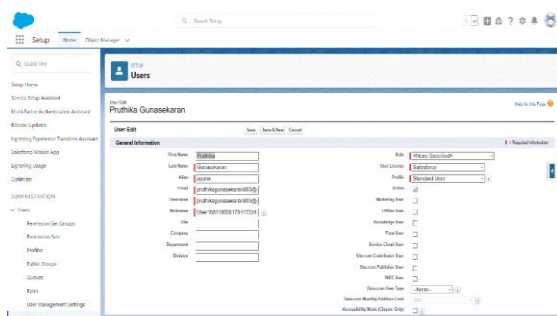 Search Setup
Setup
Home
Object Manager
Quick Find
Setup Home
Service Setup Assistant
Multi-Factor Authentication Assistant
Release Updates
Lightning Experience Transition Assistant
Salesforce Mobile App
Lightning Usage
Optimizer
ADMINISTRATION
Users
Permission Set Groups
Permission Sets
Profiles
Public Groups
Queues
Roles
User Management Settings
SETUP
Users
User Edit
Pruthika Gunasekaran
Help for this Page
User Edit
Save
Save & New
Cancel
General Information
= Required Information
First Name
Pruthika
Last Name
Gunasekaran
Alias
Email
Username
Nickname
Title
Company
Department
Division
Role
<None Specified>
User License
Salesforce
Profile
Standard User
Active
Marketing User
Offline User
Knowledge User
Flow User
Service Cloud User
Site.com Contributor User
Site.com Publisher User
WDC User
Data.com User Type
--None--
Data.com Monthly Addition Limit
Accessibility Mode (Classic Only)